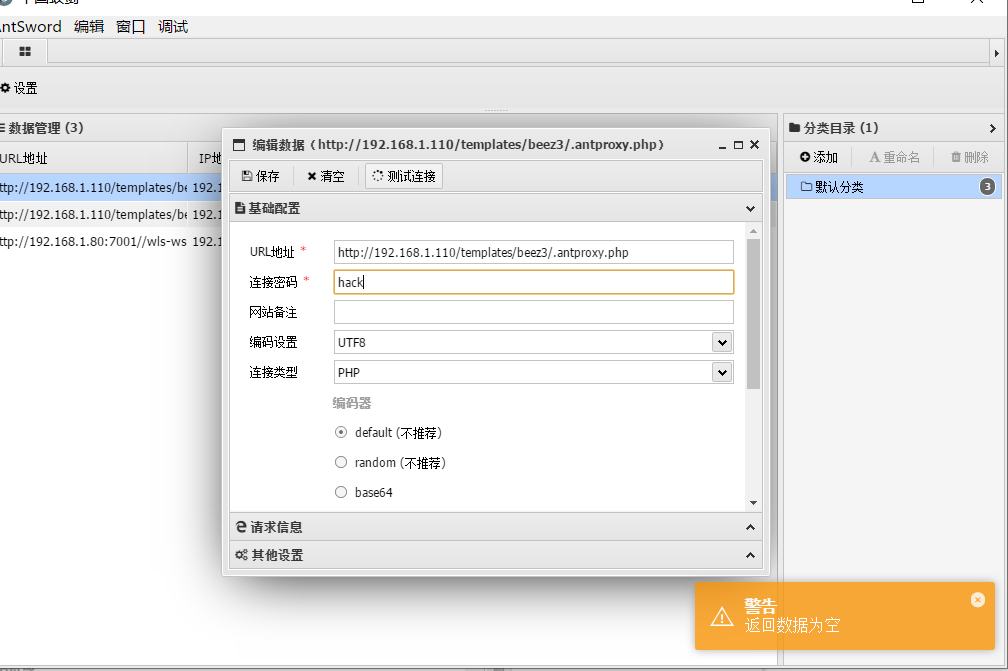 ntSword 编辑 窗口 调试
设置
数据管理 (3)
分类目录 (1)
URL地址 IP地
添加 重命名 删除
ttp://192.168.1.110/templates/be 192.1
默认分类 3
ttp://192.168.1.110/templates/be 192.1
ttp://192.168.1.80:7001//wls-ws 192.1
编辑数据 (http://192.168.1.110/templates/beez3/.antproxy.php)
保存 清空 测试连接
基础配置
URL地址 * http://192.168.1.110/templates/beez3/.antproxy.php
连接密码 * hack
网站备注
编码设置 UTF8
连接类型 PHP
编码器
default (不推荐)
random (不推荐)
base64
请求信息
其他设置
警告
返回数据为空